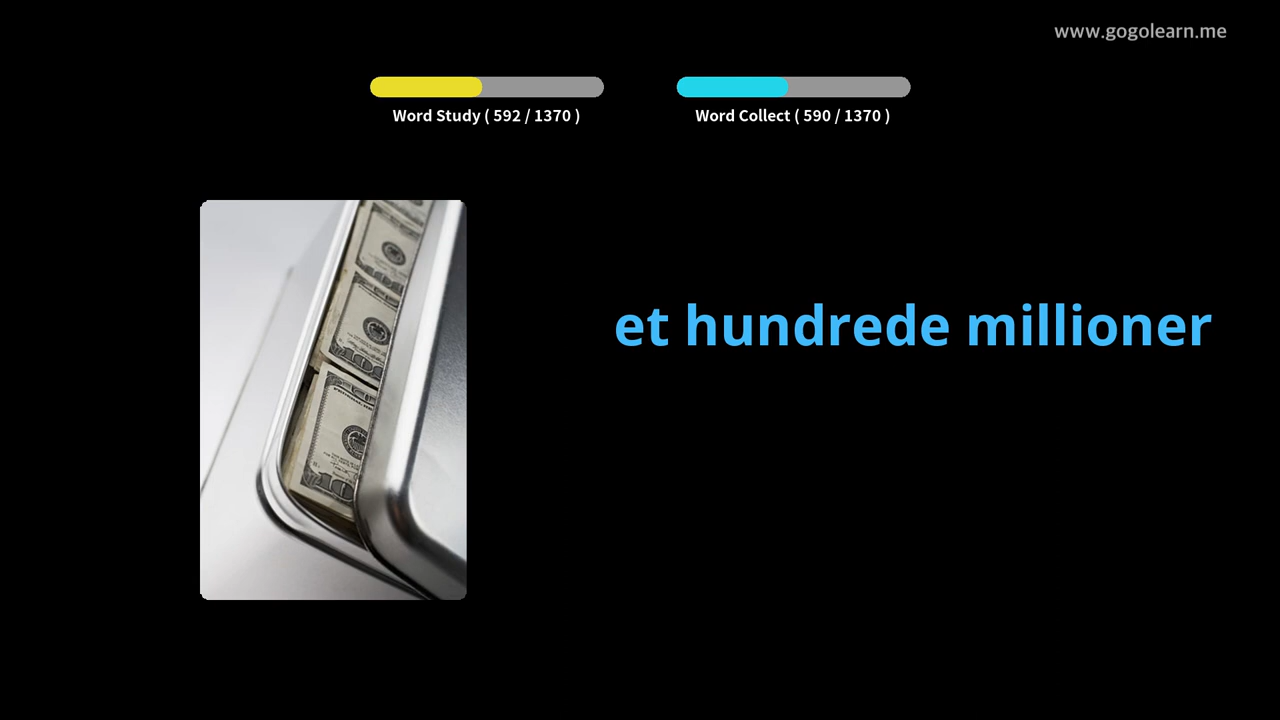 www.gogolearn.me
Word Study ( 592 / 1370 )
Word Collect ( 590 / 1370 )
et hundrede millioner